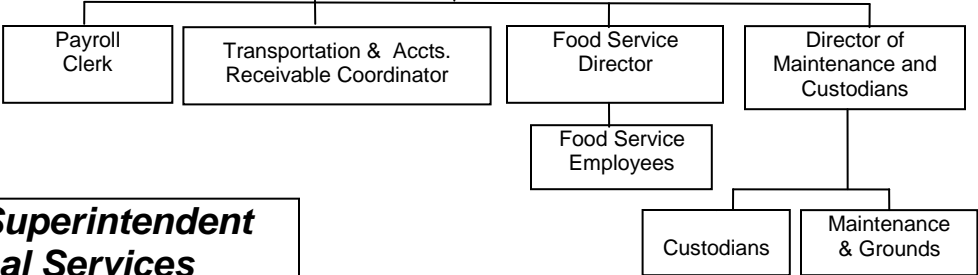 Payroll
Clerk
Transportation & Accts.
Receivable Coordinator
Food Service
Director
Director of
Maintenance and
Custodians
Food Service
Employees
Superintendent
Services
Custodians
Maintenance
& Grounds